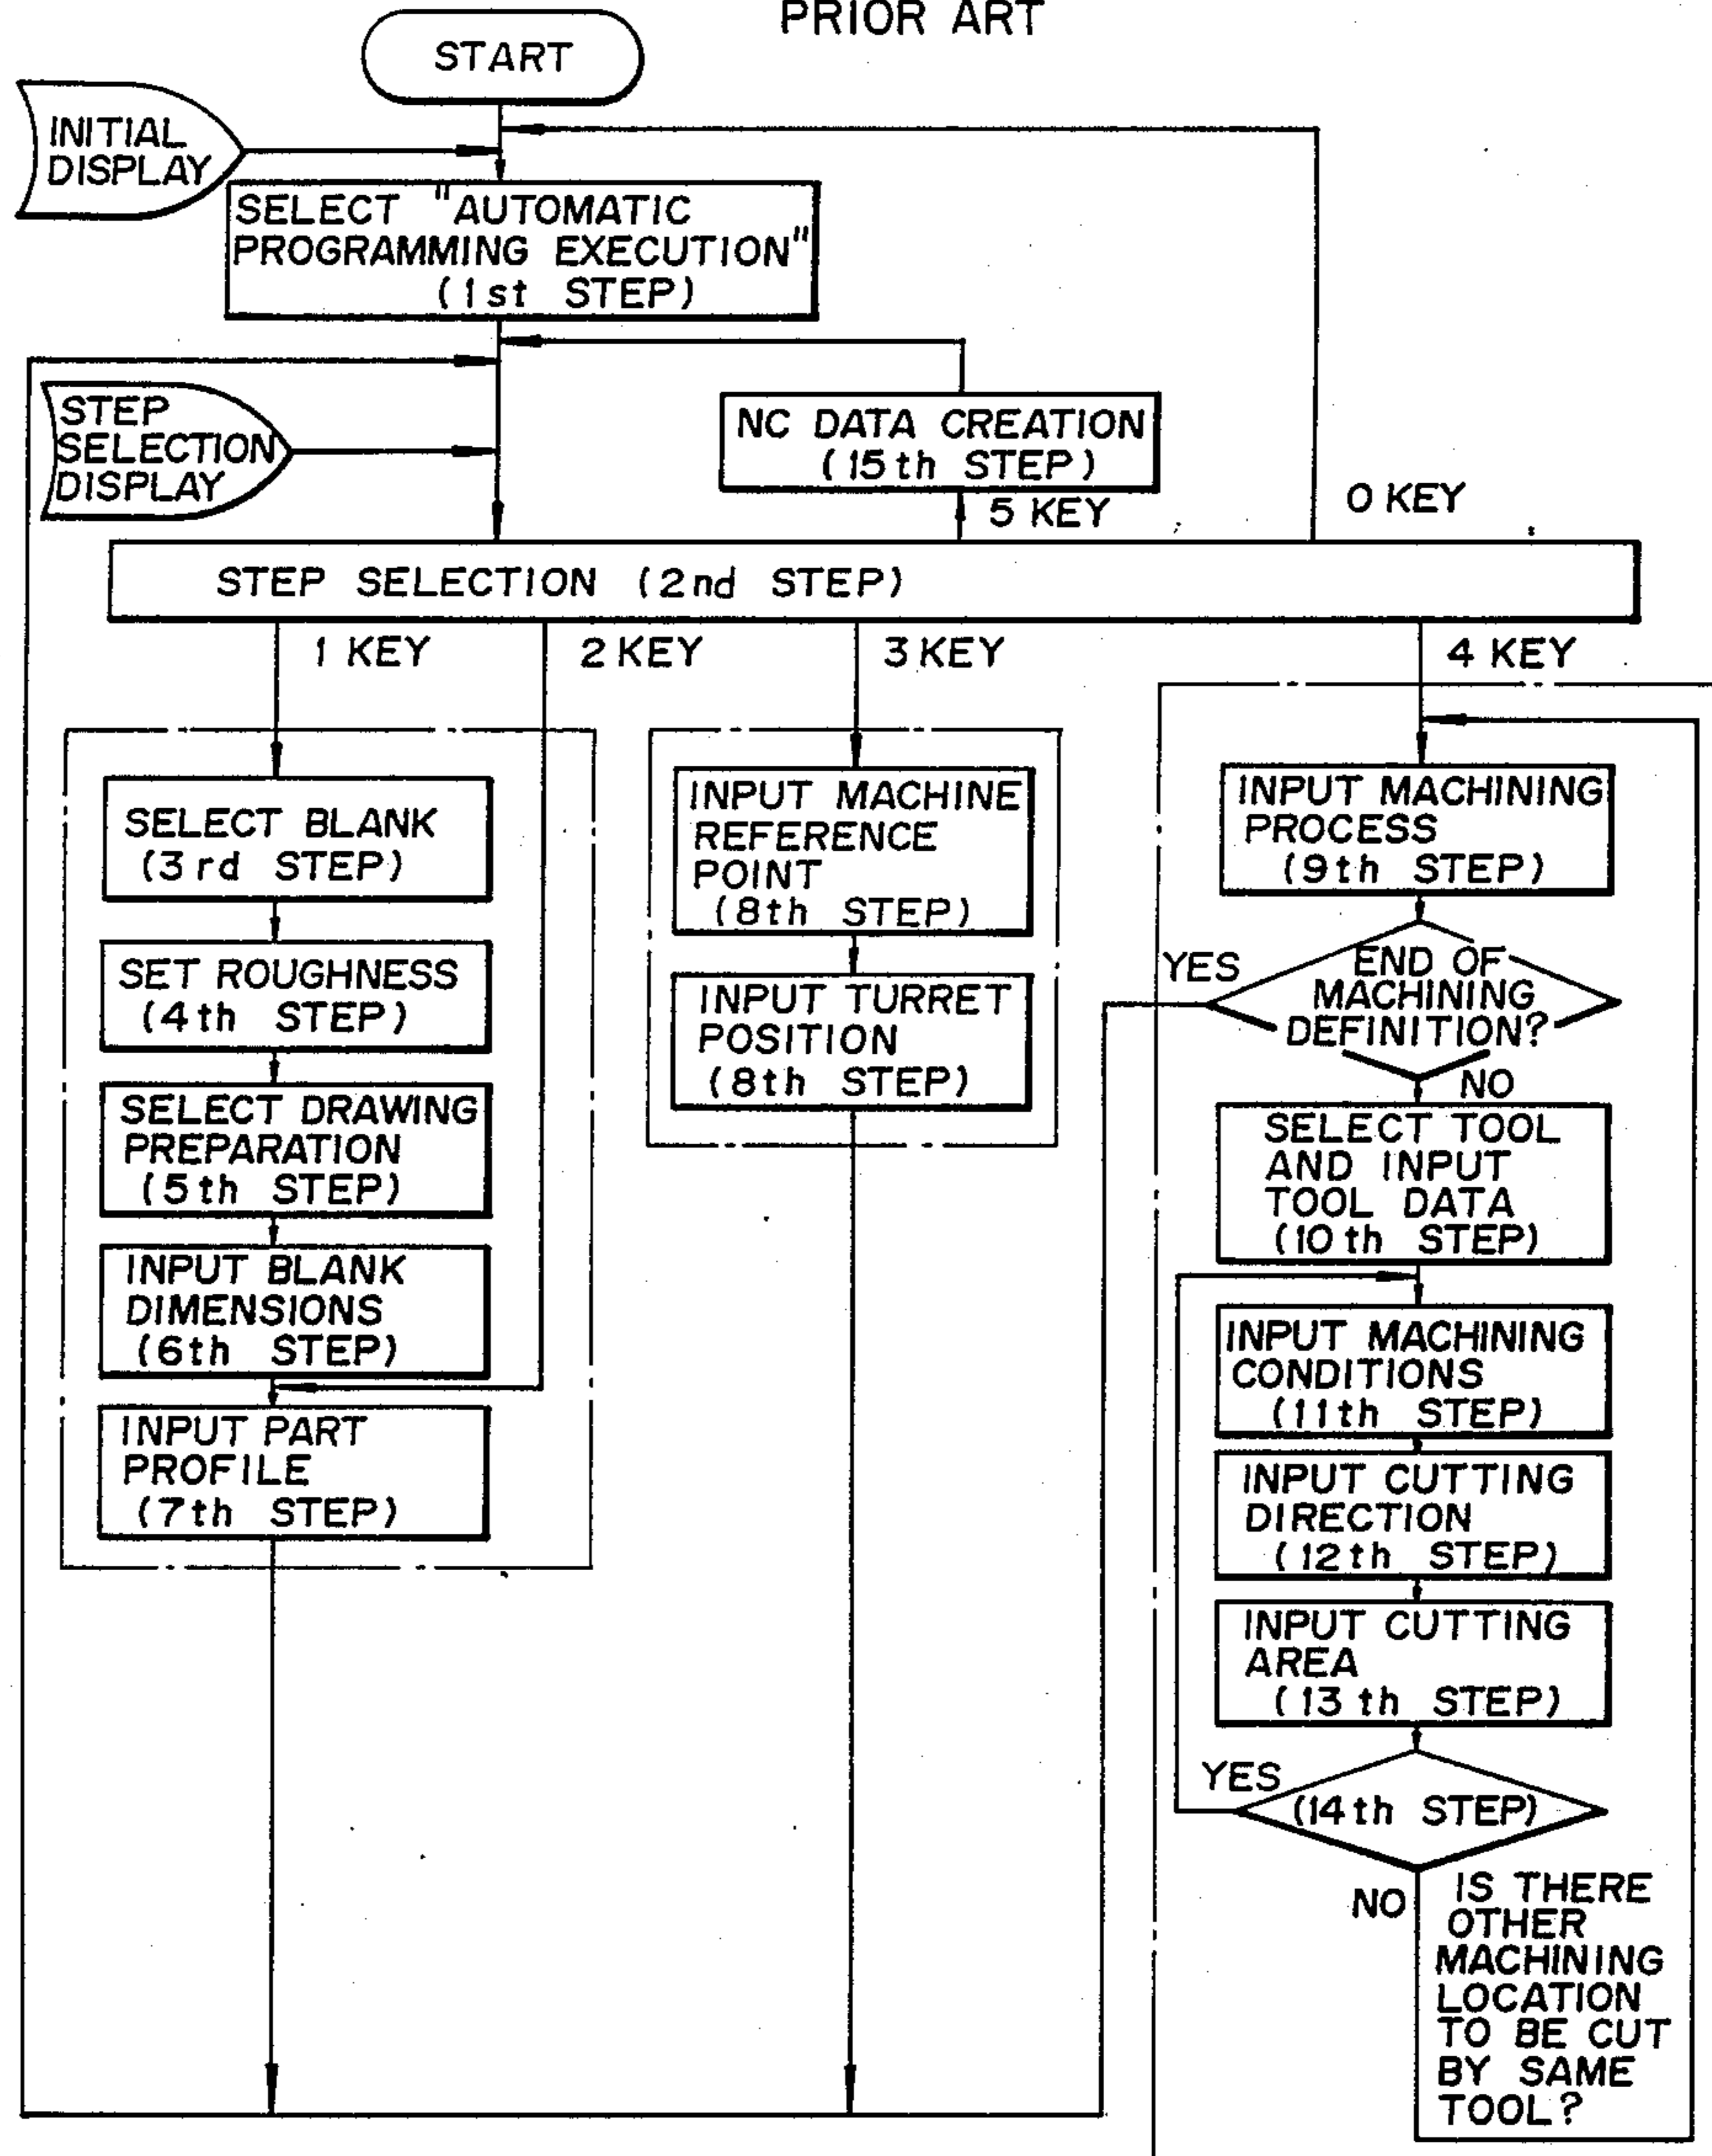 PRIOR ART
START
INITIAL
DISPLAY
SELECT "AUTOMATIC
PROGRAMMING EXECUTION"
(1st STEP)
STEP
SELECTION
DISPLAY
NC DATA CREATION
(15th STEP)
5 KEY
0 KEY
STEP SELECTION (2nd STEP)
1 KEY
2 KEY
3 KEY
4 KEY
SELECT BLANK
(3rd STEP)
SET ROUGHNESS
(4th STEP)
SELECT DRAWING
PREPARATION
(5th STEP)
INPUT BLANK
DIMENSIONS
(6th STEP)
INPUT PART
PROFILE
(7th STEP)
INPUT MACHINE
REFERENCE
POINT
(8th STEP)
INPUT TURRET
POSITION
(8th STEP)
INPUT MACHINING
PROCESS
(9th STEP)
YES
END OF
MACHINING
DEFINITION?
NO
SELECT TOOL
AND INPUT
TOOL DATA
(10th STEP)
INPUT MACHINING
CONDITIONS
(11th STEP)
INPUT CUTTING
DIRECTION
(12th STEP)
INPUT CUTTING
AREA
(13th STEP)
YES
(14th STEP)
NO
IS THERE
OTHER
MACHINING
LOCATION
TO BE CUT
BY SAME
TOOL?